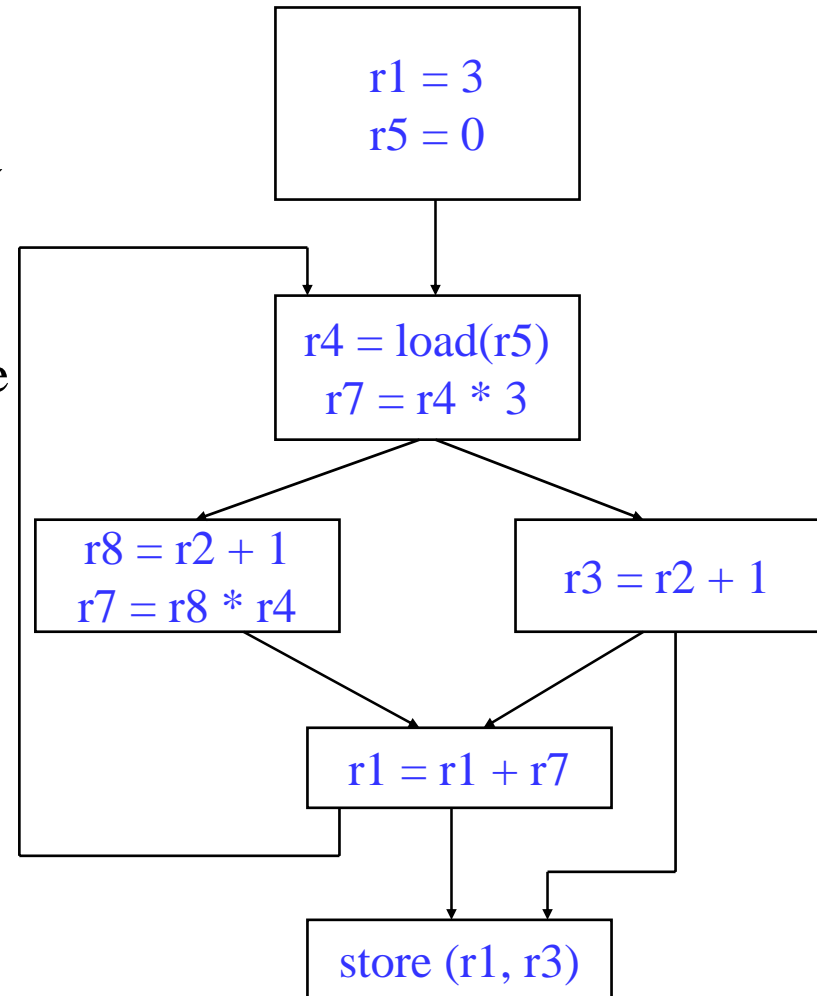 r1 = 3
r5 = 0
r4 = load(r5)
e
r7 = r4 * 3
r8 = r2 + 1
r7 = r8 * r4
r3 = r2 + 1
r1 = r1 + r7
store (r1, r3)